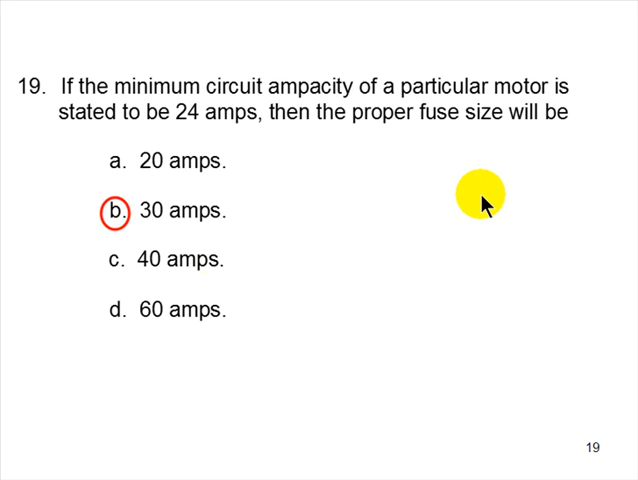 19. If the minimum circuit ampacity of a particular motor is
stated to be 24 amps, then the proper fuse size will be
a. 20 amps.
b. 30 amps.
c. 40 amps.
d. 60 amps.
19